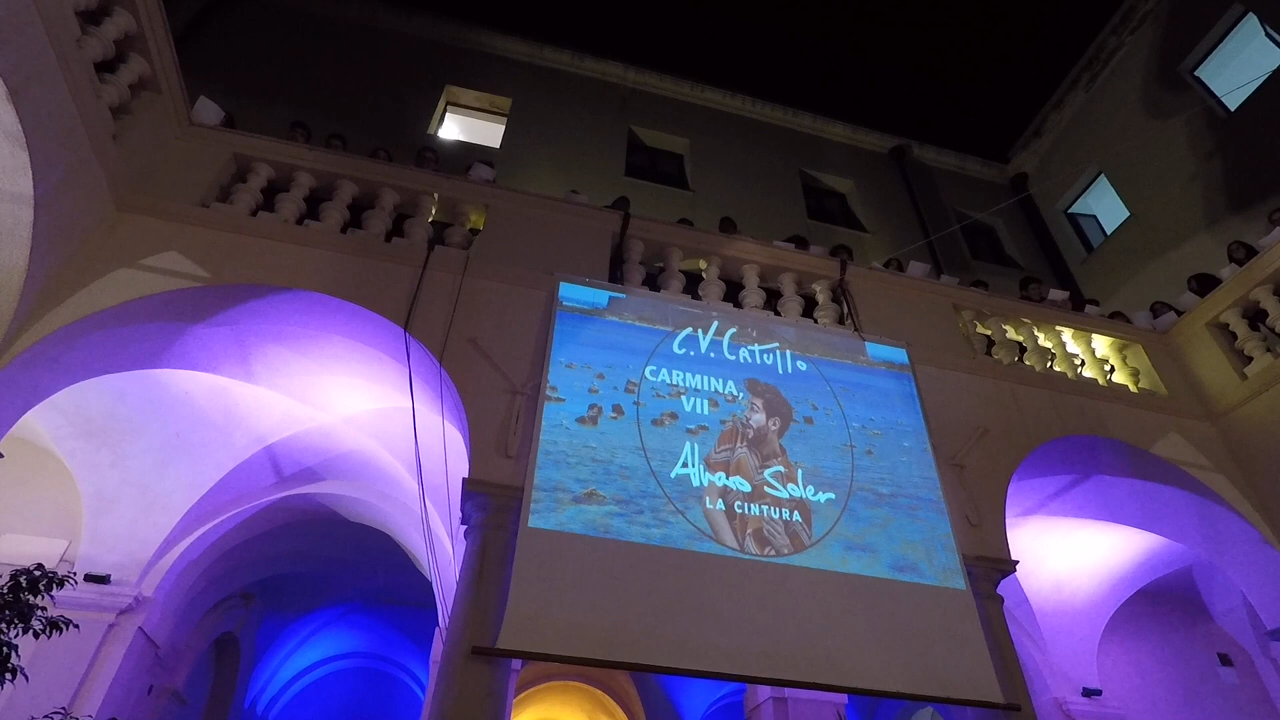 C.V. CATULLO
CARMINA,
VII
Alvaro Soler
LA CINTURA